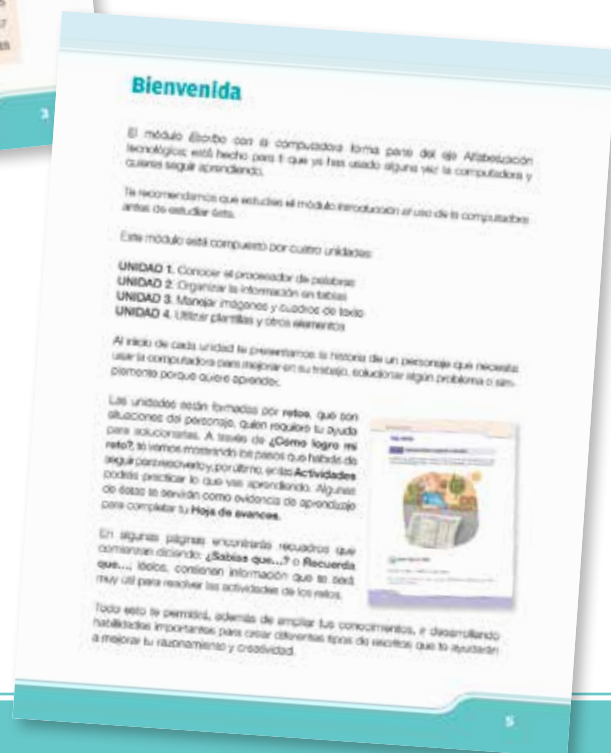 3
Bienvenida
El módulo Escribo con la computadora forma parte del eje Alfabetización
tecnológica; está hecho para ti que ya has usado alguna vez la computadora y
quieres seguir aprendiendo.
Te recomendamos que estudies el módulo Introducción al uso de la computadora
antes de estudiar éste.
Este módulo está compuesto por cuatro unidades:
UNIDAD 1. Conocer el procesador de palabras
UNIDAD 2. Organizar la información en tablas
UNIDAD 3. Manejar imágenes y cuadros de texto
UNIDAD 4. Utilizar plantillas y otros elementos
Al inicio de cada unidad te presentamos la historia de un personaje que necesita
usar la computadora para mejorar en su trabajo, solucionar algún problema o sim-
plemente porque quiere aprender.
Las unidades están formadas por retos, que son
situaciones del personaje, quien requiere tu ayuda
para solucionarlas. A través de ¿Cómo logro mi
reto?, te vamos mostrando los pasos que habrás de
seguir para resolverlo y, por último, en las Actividades
podrás practicar lo que vas aprendiendo. Algunas
de éstas te servirán como evidencia de aprendizaje
para completar tu Hoja de avances.
En algunas páginas encontrarás recuadros que
comienzan diciendo: ¿Sabías que...? o Recuerda
que..., léelos, contienen información que te será
muy útil para resolver las actividades de los retos.
Todo esto te permitirá, además de ampliar tus conocimientos, ir desarrollando
habilidades importantes para crear diferentes tipos de escritos que te ayudarán
a mejorar tu razonamiento y creatividad.
5